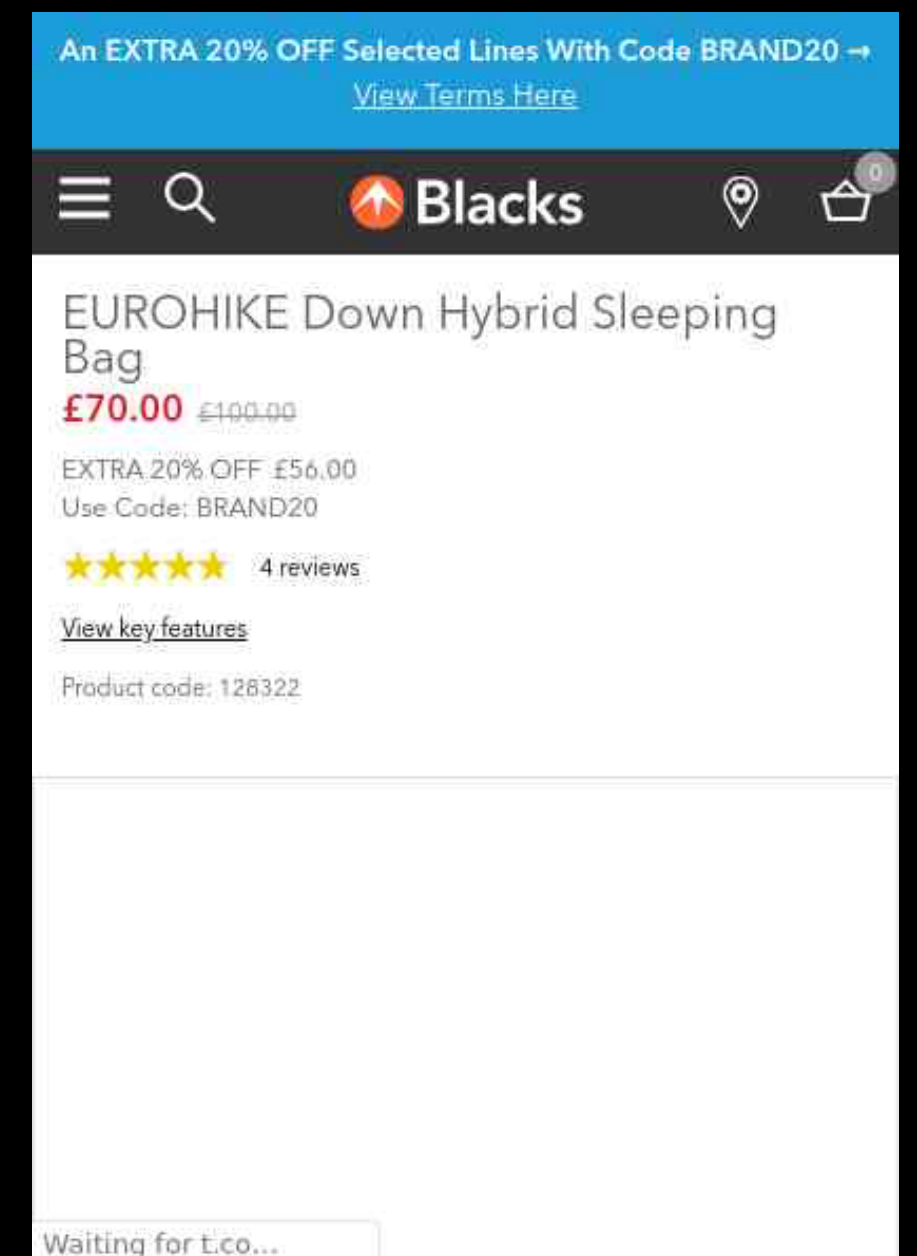 An EXTRA 20% OFF Selected Lines With Code BRAND20 →
View Terms Here
0
Blacks
EUROHIKE Down Hybrid Sleeping
Bag
£70.00 £100.00
EXTRA 20% OFF £56.00
Use Code: BRAND20
4 reviews
View key features
Product code: 128322
Waiting for t.co...